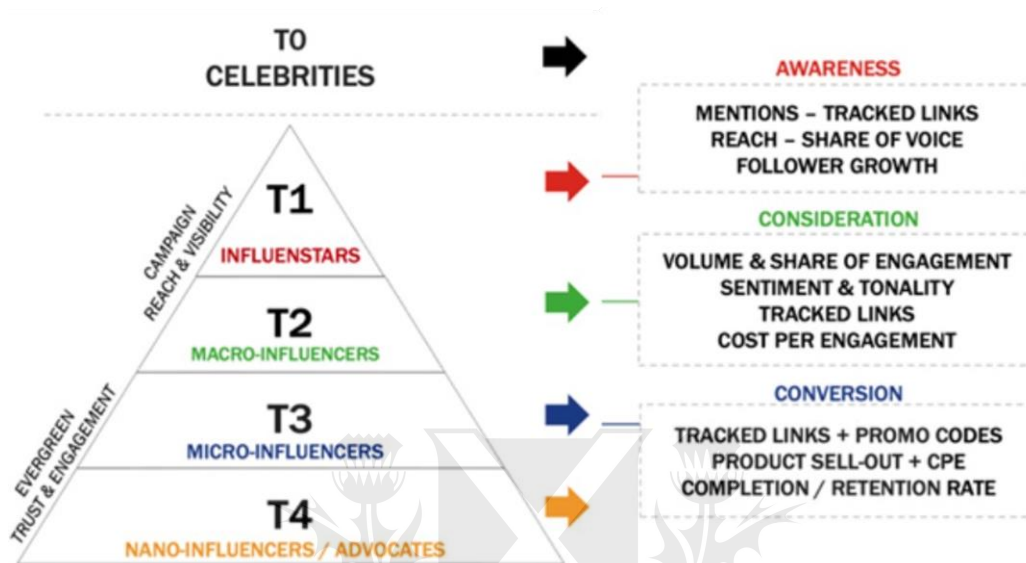 T0
CELEBRITIES
CAMPAIGN
REACH & VISIBILITY
T1
INFLUENSTARS
T2
MACRO-INFLUENCERS
EVERGREEN
TRUST & ENGAGEMENT
T3
MICRO-INFLUENCERS
T4
NANO-INFLUENCERS / ADVOCATES
AWARENESS
MENTIONS – TRACKED LINKS
REACH – SHARE OF VOICE
FOLLOWER GROWTH
CONSIDERATION
VOLUME & SHARE OF ENGAGEMENT
SENTIMENT & TONALITY
TRACKED LINKS
COST PER ENGAGEMENT
CONVERSION
TRACKED LINKS + PROMO CODES
PRODUCT SELL-OUT + CPE
COMPLETION / RETENTION RATE